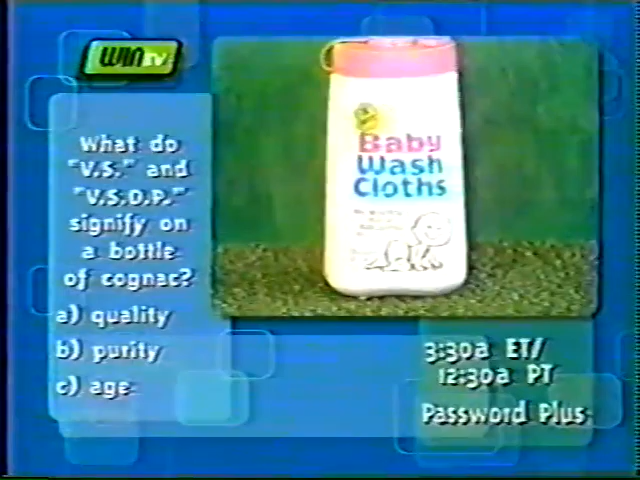 WIN TV
What do
"V.S." and
"V.S.O.P."
signify on
a bottle
of cognac?
a) quality
b) purity
c) age
Baby
Wash
Cloths
3:30a ET/
12:30a PT
Password Plus